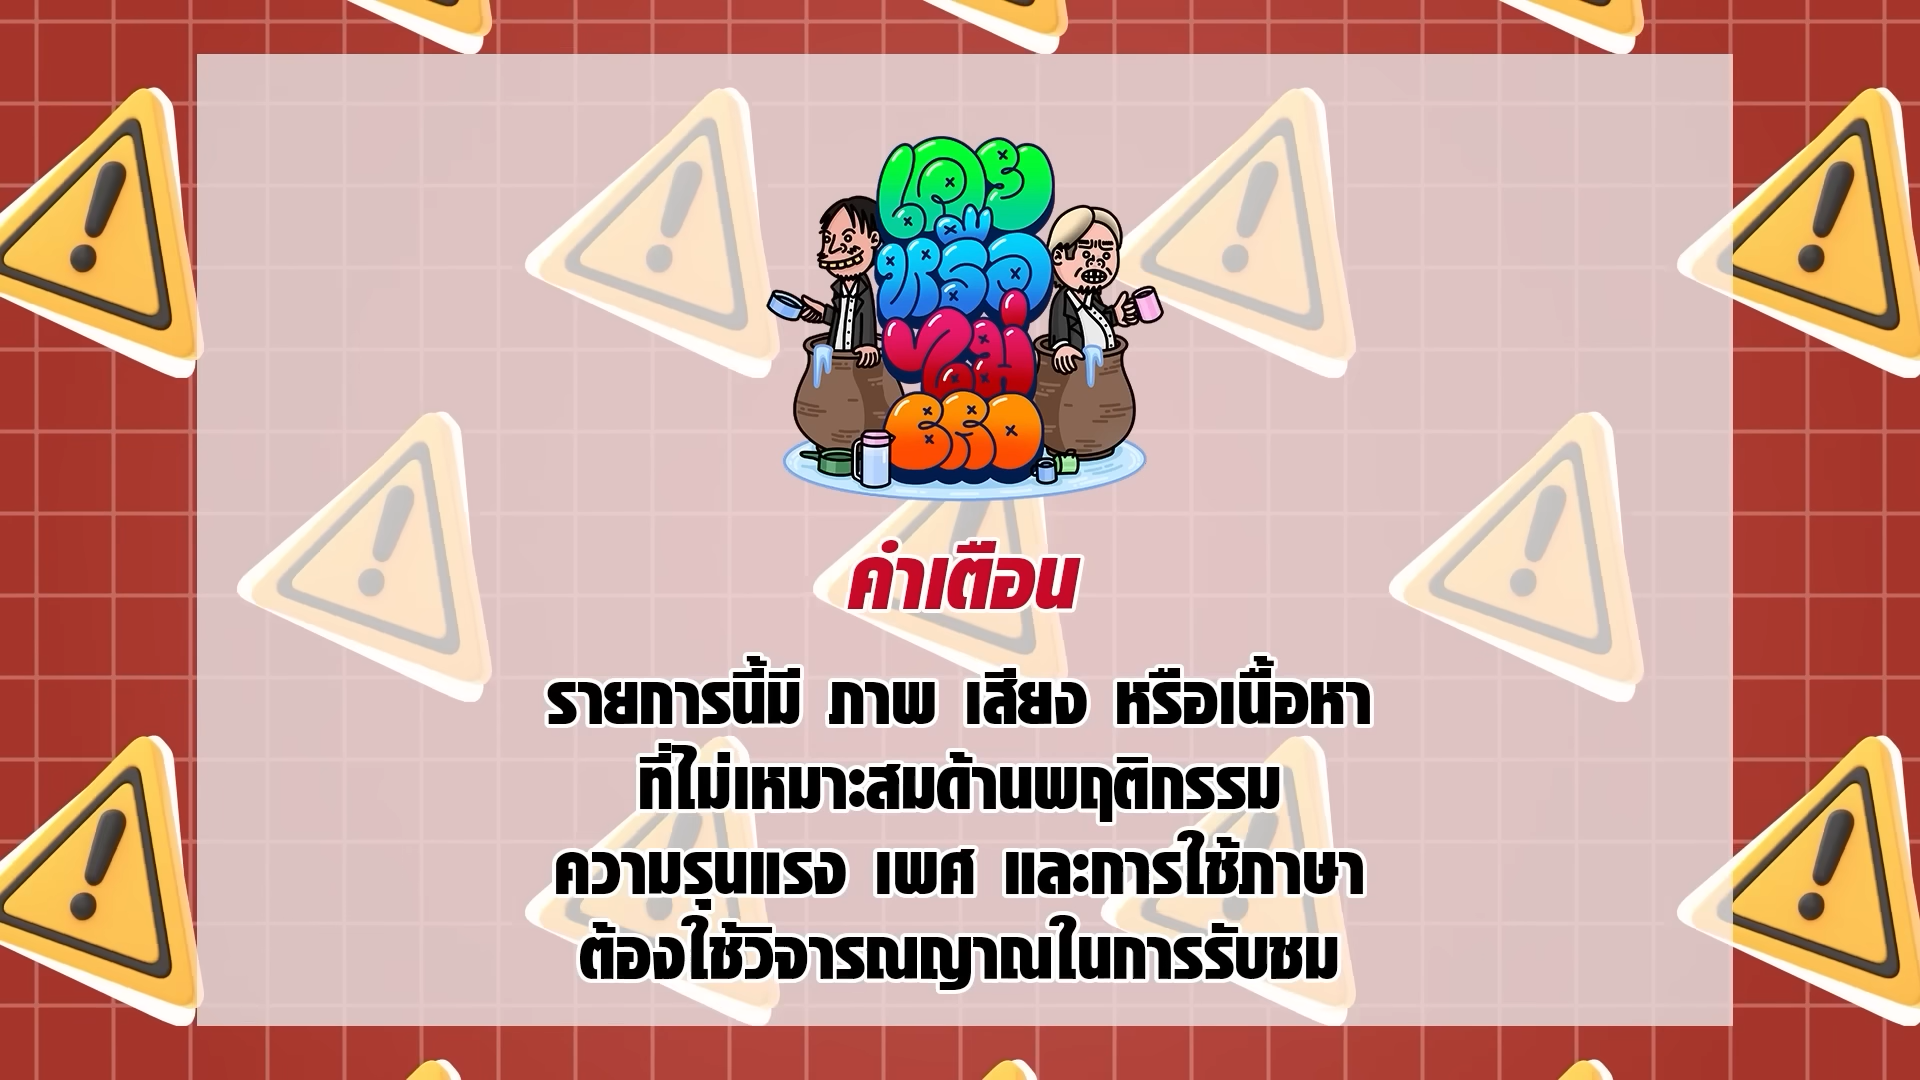 เคย
หรือ
ไม่
ERO
คำเตือน
รายการนี้มี ภาพ เสียง หรือเนื้อหา
ที่ไม่เหมาะสมด้านพฤติกรรม
ความรุนแรง เพศ และการใช้ภาษา
ต้องใช้วิจารณญาณในการรับชม